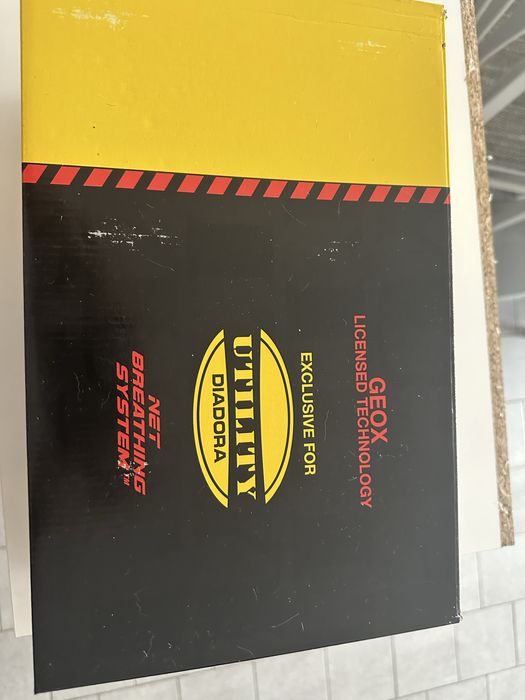 GEOX
LICENSED TECHNOLOGY
EXCLUSIVE FOR
UTILITY
DIADORA
NET
BREATHING
SYSTEM™